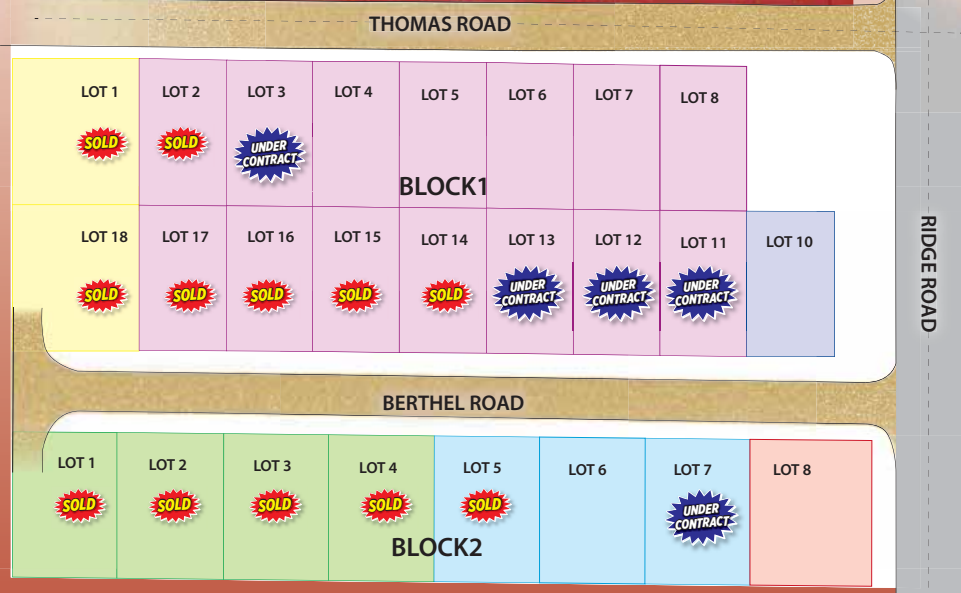 THOMAS ROAD
LOT 1
LOT 2
LOT 3
LOT 4
LOT 5
LOT 6
LOT 7
LOT 8
SOLD
SOLD
UNDER
CONTRACT
BLOCK1
LOT 18
LOT 17
LOT 16
LOT 15
LOT 14
LOT 13
LOT 12
LOT 11
LOT 10
SOLD
SOLD
SOLD
SOLD
SOLD
UNDER
CONTRACT
UNDER
CONTRACT
UNDER
CONTRACT
RIDGE ROAD
BERTHEL ROAD
LOT 1
LOT 2
LOT 3
LOT 4
LOT 5
LOT 6
LOT 7
LOT 8
SOLD
SOLD
SOLD
SOLD
SOLD
UNDER
CONTRACT
BLOCK2